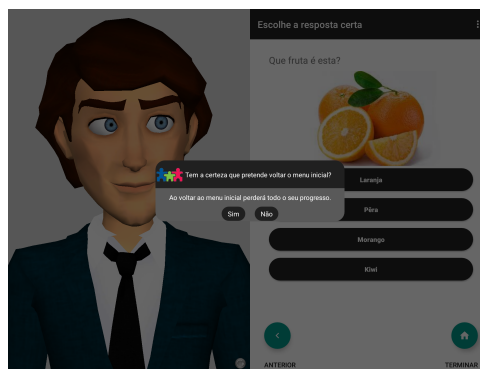 Escolhe a resposta certa
Que fruta é esta?
Tem a certeza que pretende voltar o menu inicial?
Ao voltar ao menu inicial perderá todo o seu progresso.
Sim
Não
Laranja
Pêra
Morango
Kiwi
ANTERIOR
TERMINAR